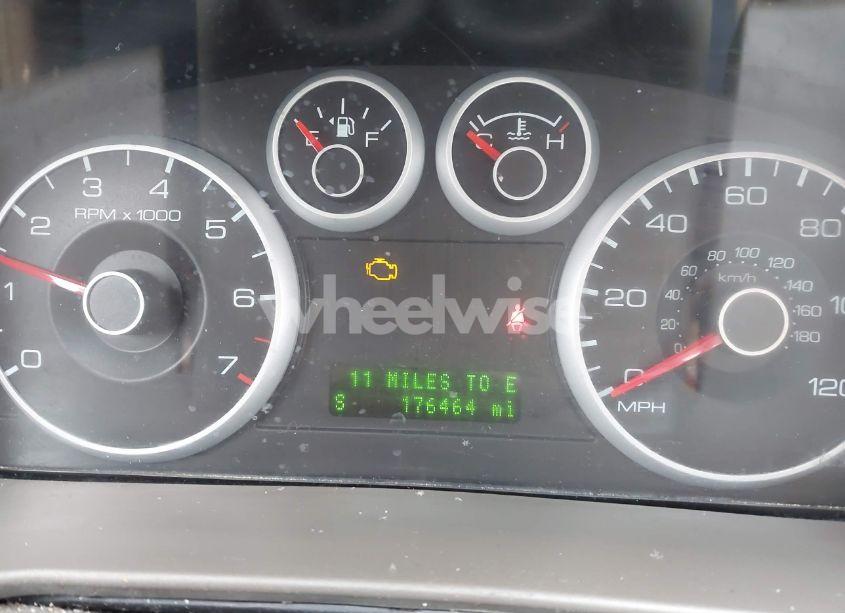 E F
C H
0 1 2 3 4 5 6 7
RPM x 1000
0 20 40 60 80 120
MPH
0 40 60 80 100 120 140 160 180
km/h
wheelwise
11 MILES TO E
S 176464 mi